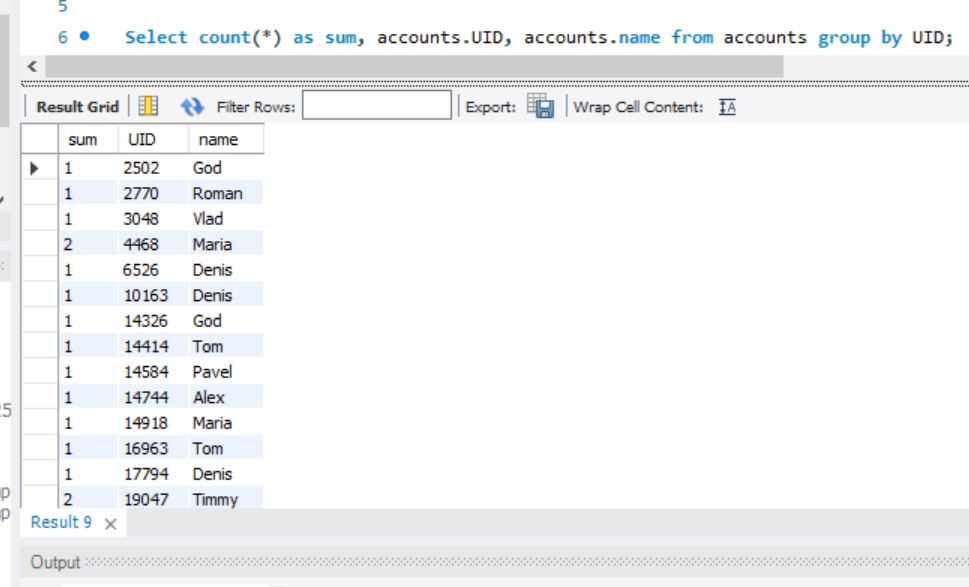 5
6 Select count(*) as sum, accounts.UID, accounts.name from accounts group by UID;
Result Grid Filter Rows: Export: Wrap Cell Content: IA
sum UID name
1 2502 God
1 2770 Roman
1 3048 Vlad
2 4468 Maria
1 6526 Denis
1 10163 Denis
1 14326 God
1 14414 Tom
1 14584 Pavel
1 14744 Alex
25
1 14918 Maria
1 16963 Tom
1 17794 Denis
2 19047 Timmy
Result 9 ×
Output